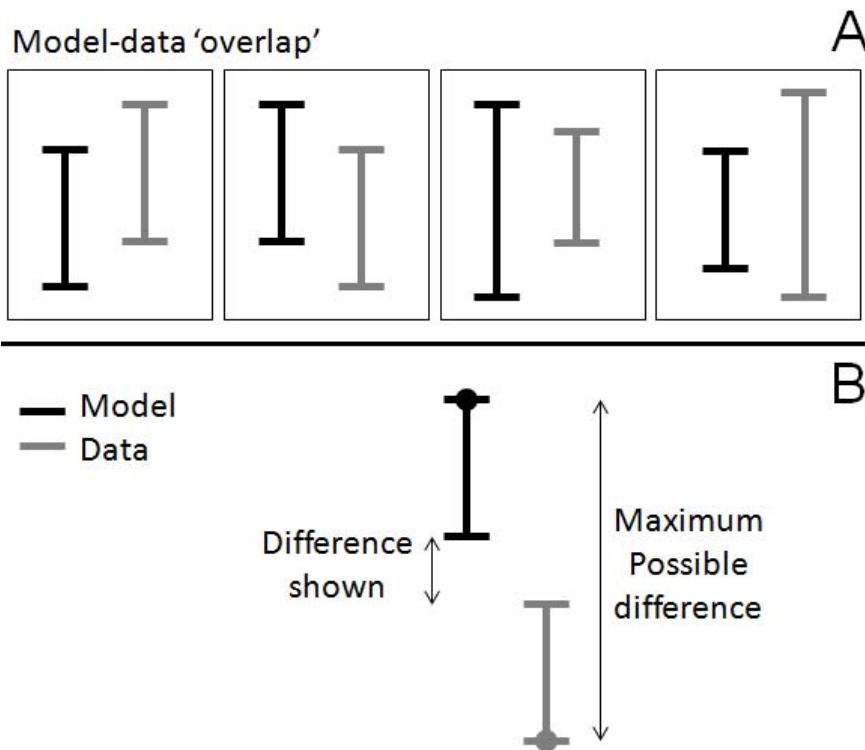 Model-data ‘overlap’
A
B
Model
Data
Difference
shown
Maximum
Possible
difference